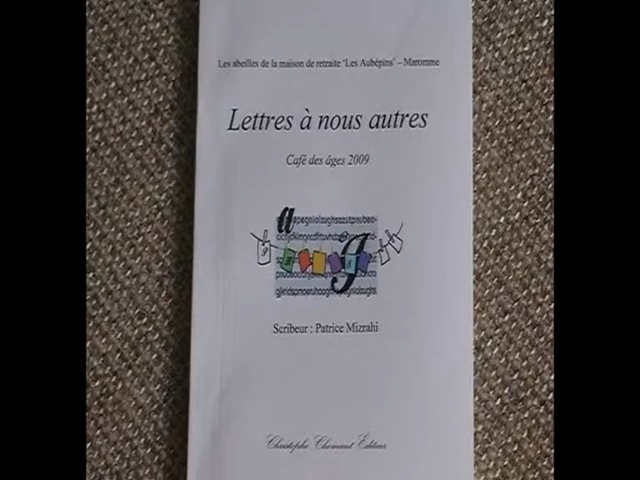 Les abeilles de la maison de retraite 'Les Aubépins' – Maromme
Lettres à nous autres
Café des âges 2009
a
g
Scribeur : Patrice Mizrahi
Christophe Chomant Éditeur